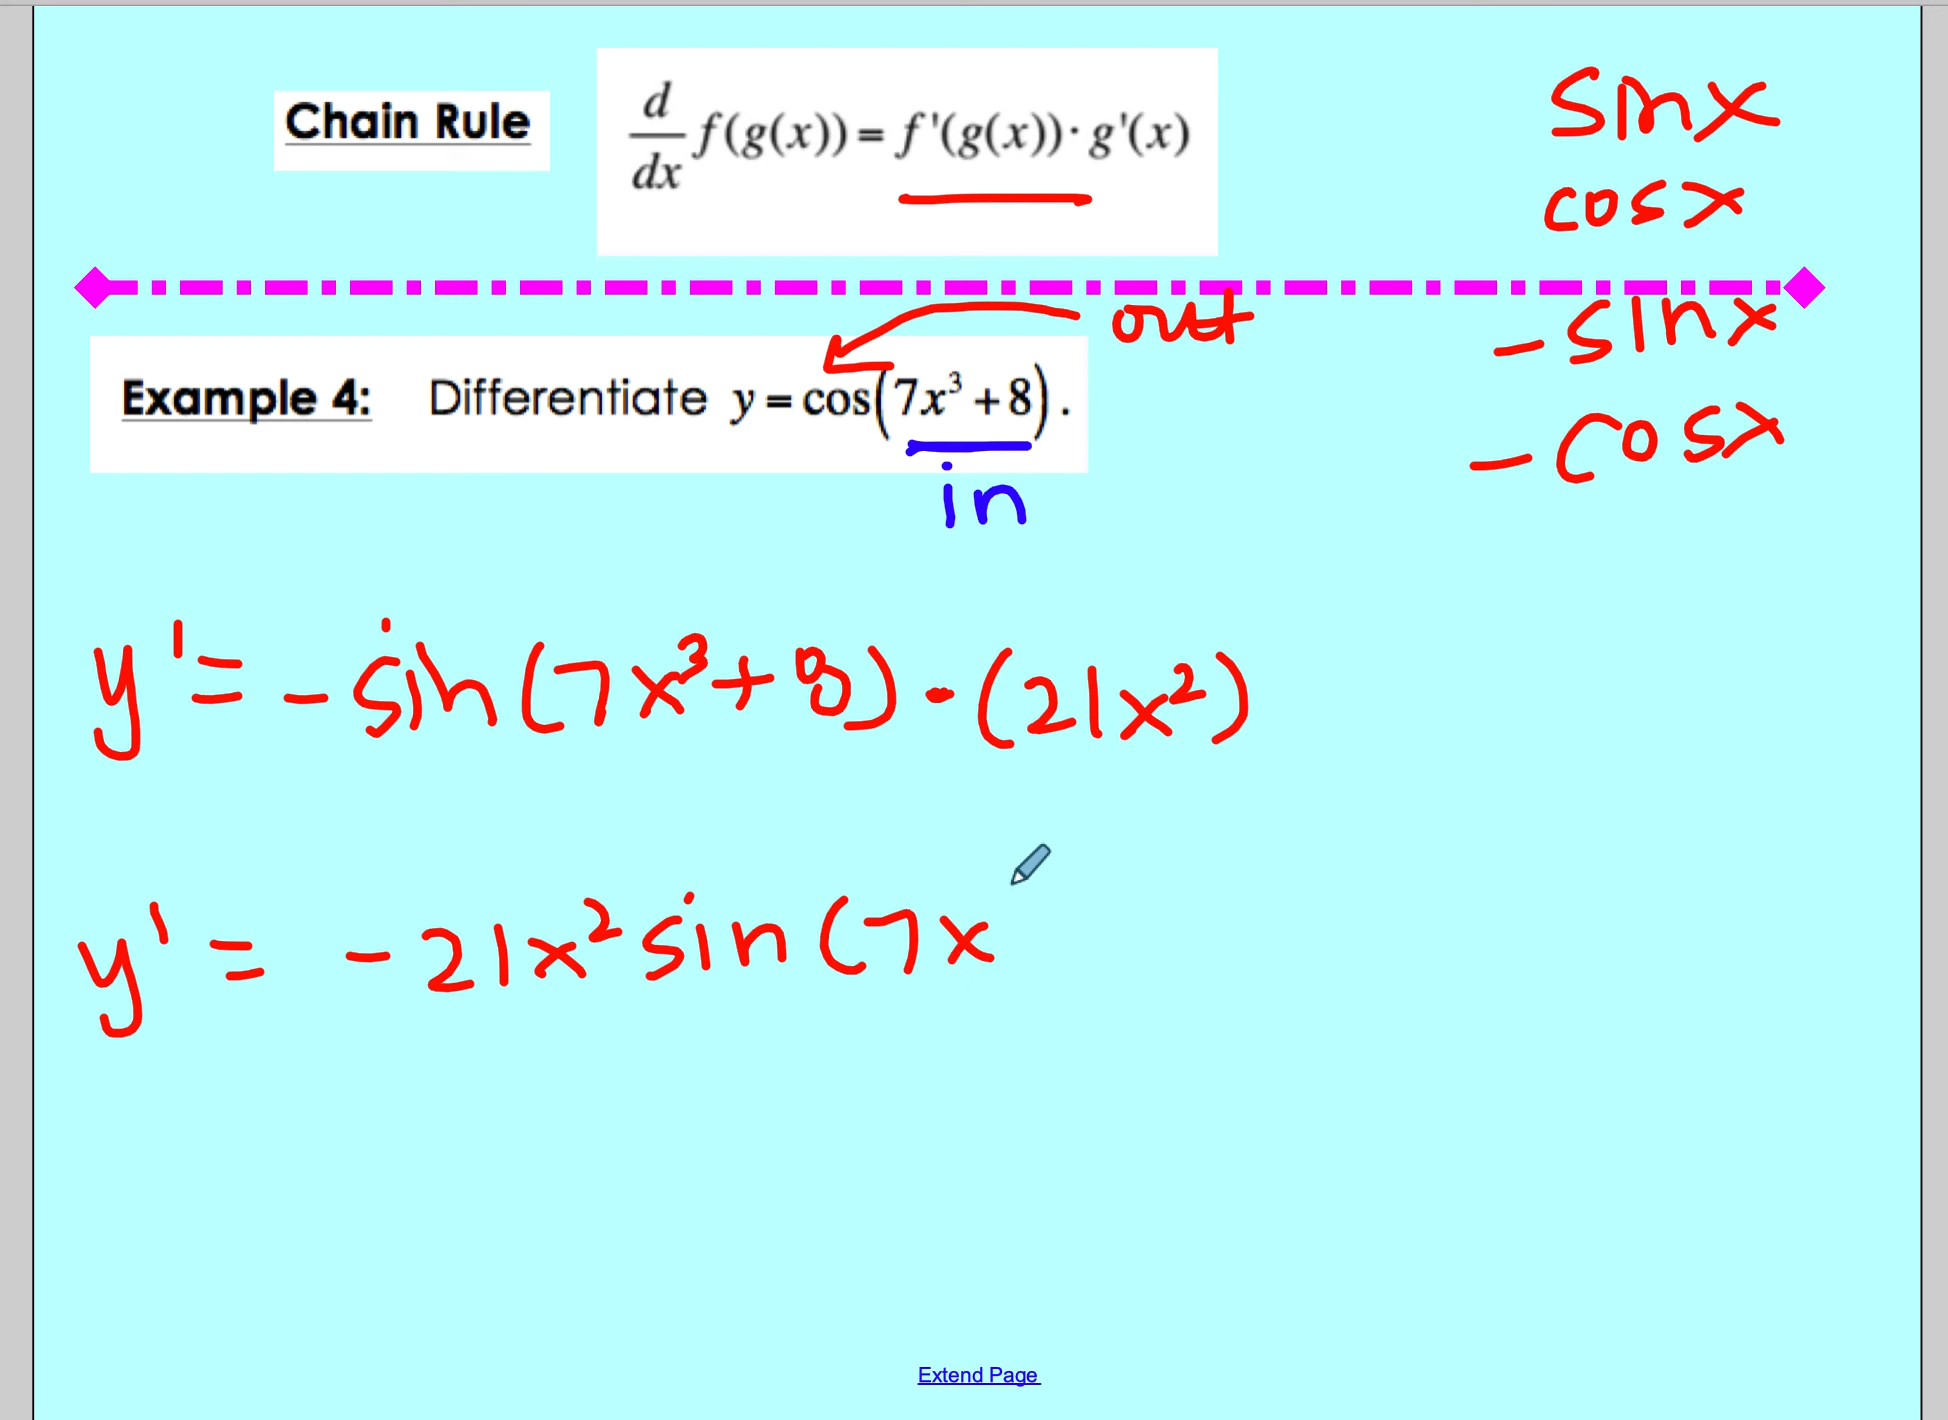 Chain Rule
d/dx f(g(x)) = f'(g(x)) · g'(x)
sinx
cosx
-sinx
-cosx
out
Example 4: Differentiate y = cos(7x³ + 8).
in
y' = -sin(7x³+8) · (21x²)
y' = -21x² sin(7x
Extend Page